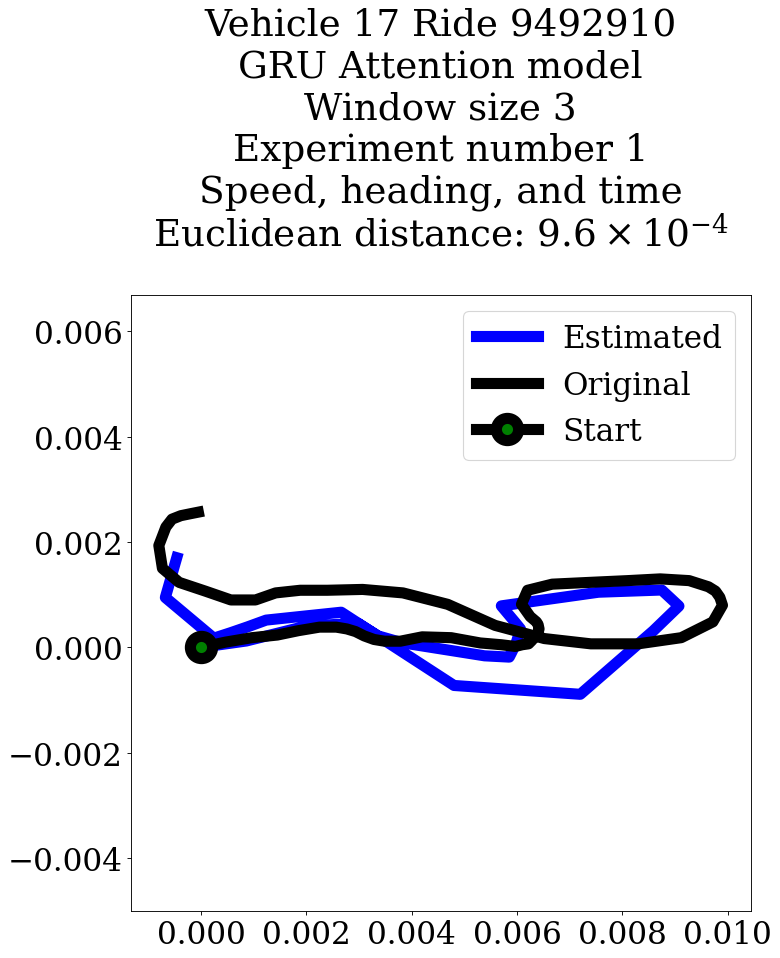 Vehicle 17 Ride 9492910
GRU Attention model
Window size 3
Experiment number 1
Speed, heading, and time
Euclidean distance: 9.6 × 10⁻⁴
Estimated
Original
Start
0.006
0.004
0.002
0.000
−0.002
−0.004
0.000 0.002 0.004 0.006 0.008 0.010